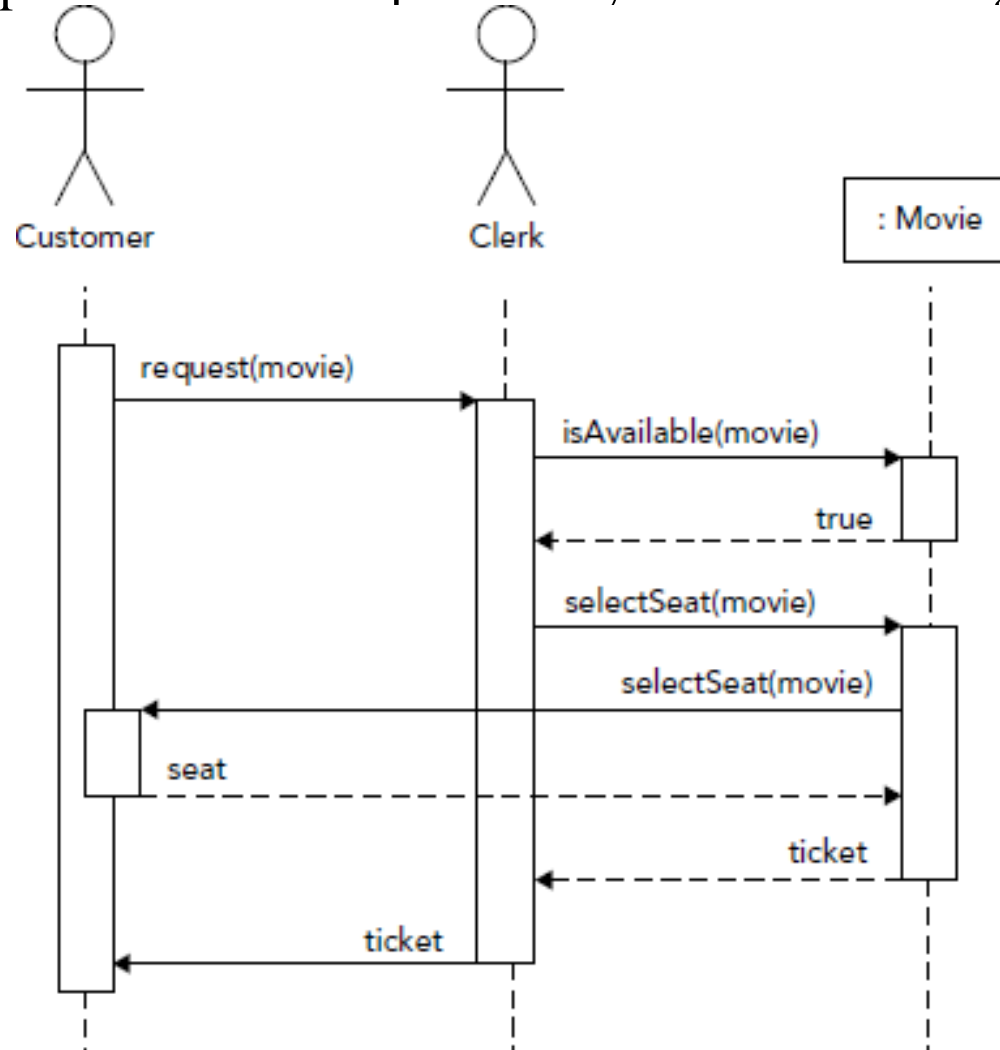 Customer
Clerk
: Movie
request(movie)
isAvailable(movie)
true
selectSeat(movie)
selectSeat(movie)
seat
ticket
ticket